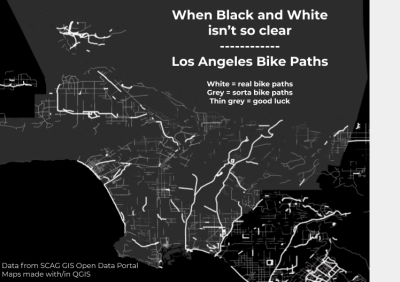 When Black and White
isn't so clear
------------
Los Angeles Bike Paths
White = real bike paths
Grey = sorta bike paths
Thin grey = good luck
Data from SCAG GIS Open Data Portal
Maps made with/in QGIS